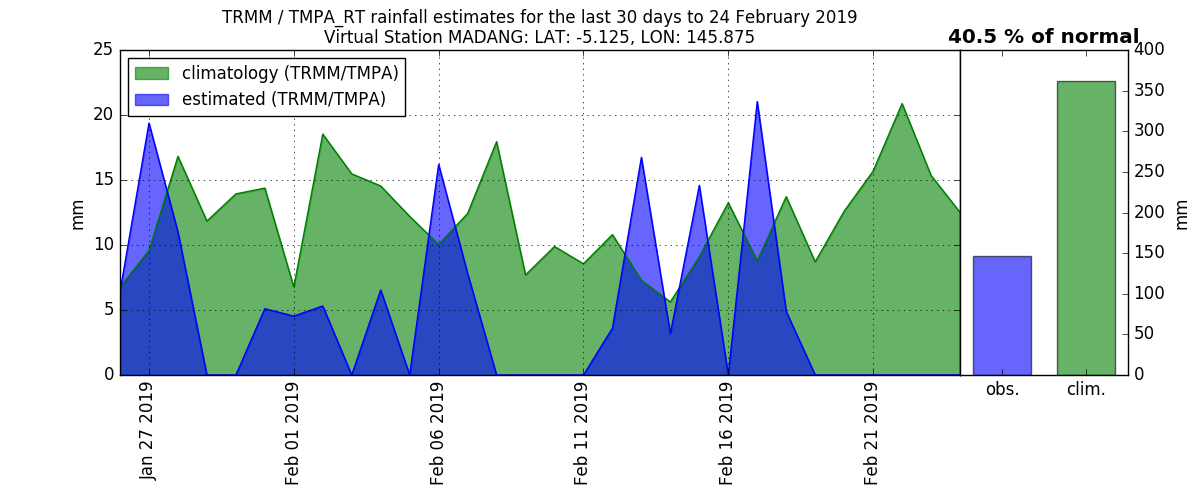 TRMM / TMPA_RT rainfall estimates for the last 30 days to 24 February 2019
Virtual Station MADANG: LAT: -5.125, LON: 145.875
40.5 % of normal
climatology (TRMM/TMPA)
estimated (TRMM/TMPA)
25
20
15
10
5
0
mm
Jan 27 2019
Feb 01 2019
Feb 06 2019
Feb 11 2019
Feb 16 2019
Feb 21 2019
400
350
300
250
200
150
100
50
0
mm
obs.
clim.